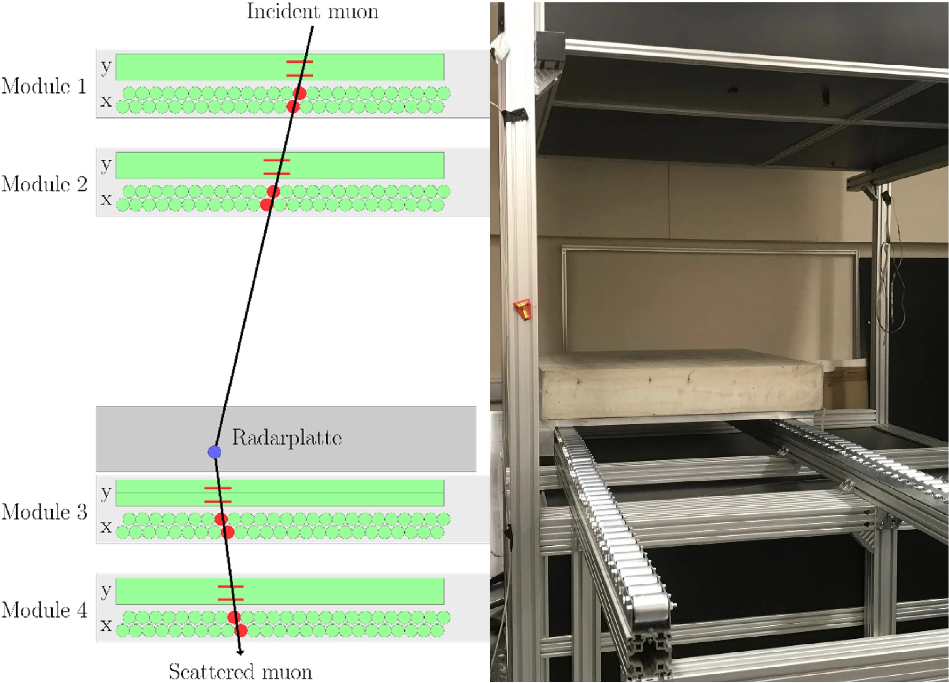 Incident muon
Module 1
y
x
Module 2
y
x
Radarplatte
Module 3
y
x
Module 4
y
x
Scattered muon